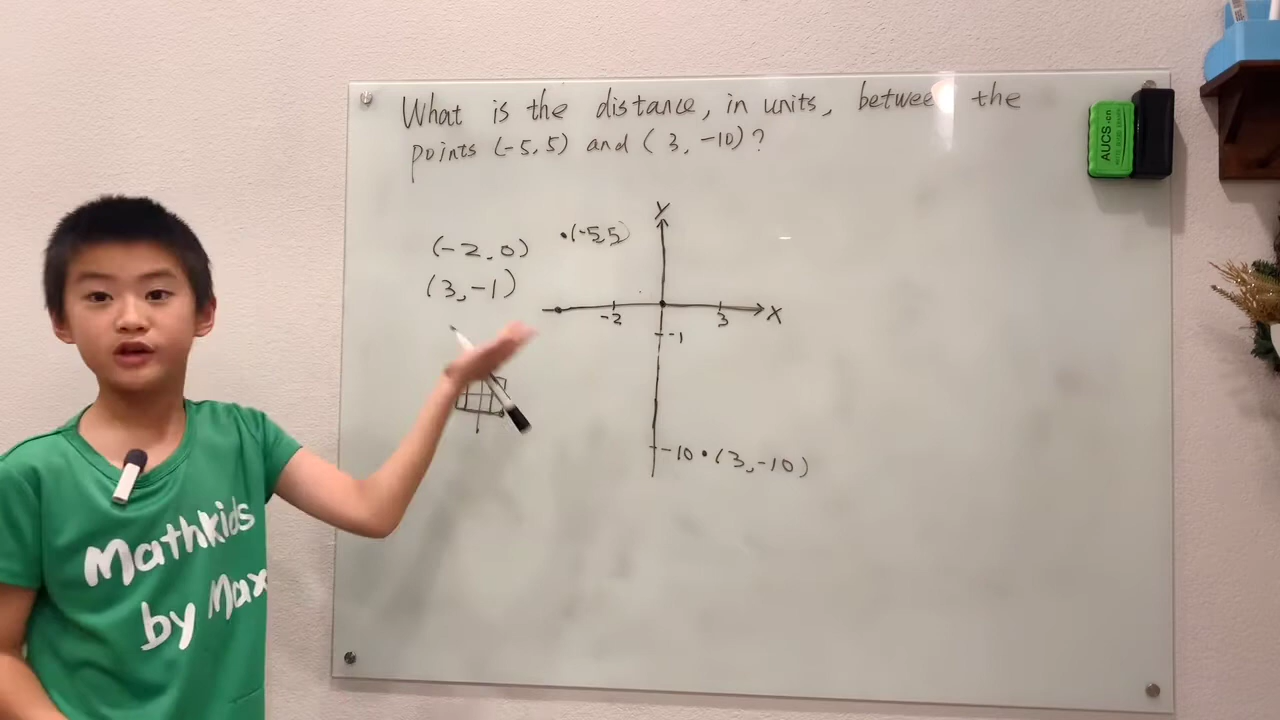 What is the distance, in units, between the
points (-5,5) and (3, -10)?
Y
•(-5,5)
(-2,0)
(3,-1)
-2
3
X
-1
-10 •(3,-10)
AUCS.cn
Mathkids
by Max